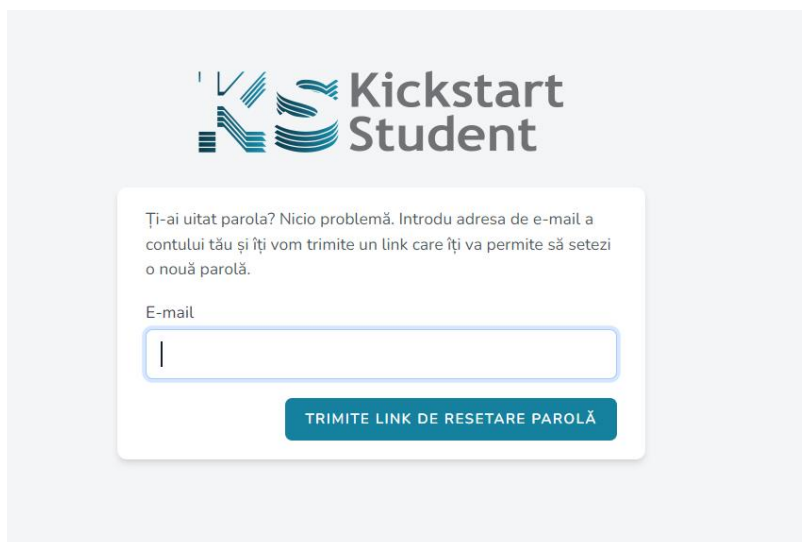 KS Kickstart
Student
Ți-ai uitat parola? Nicio problemă. Introdu adresa de e-mail a
contului tău și îți vom trimite un link care îți va permite să setezi
o nouă parolă.
E-mail
TRIMITE LINK DE RESETARE PAROLĂ